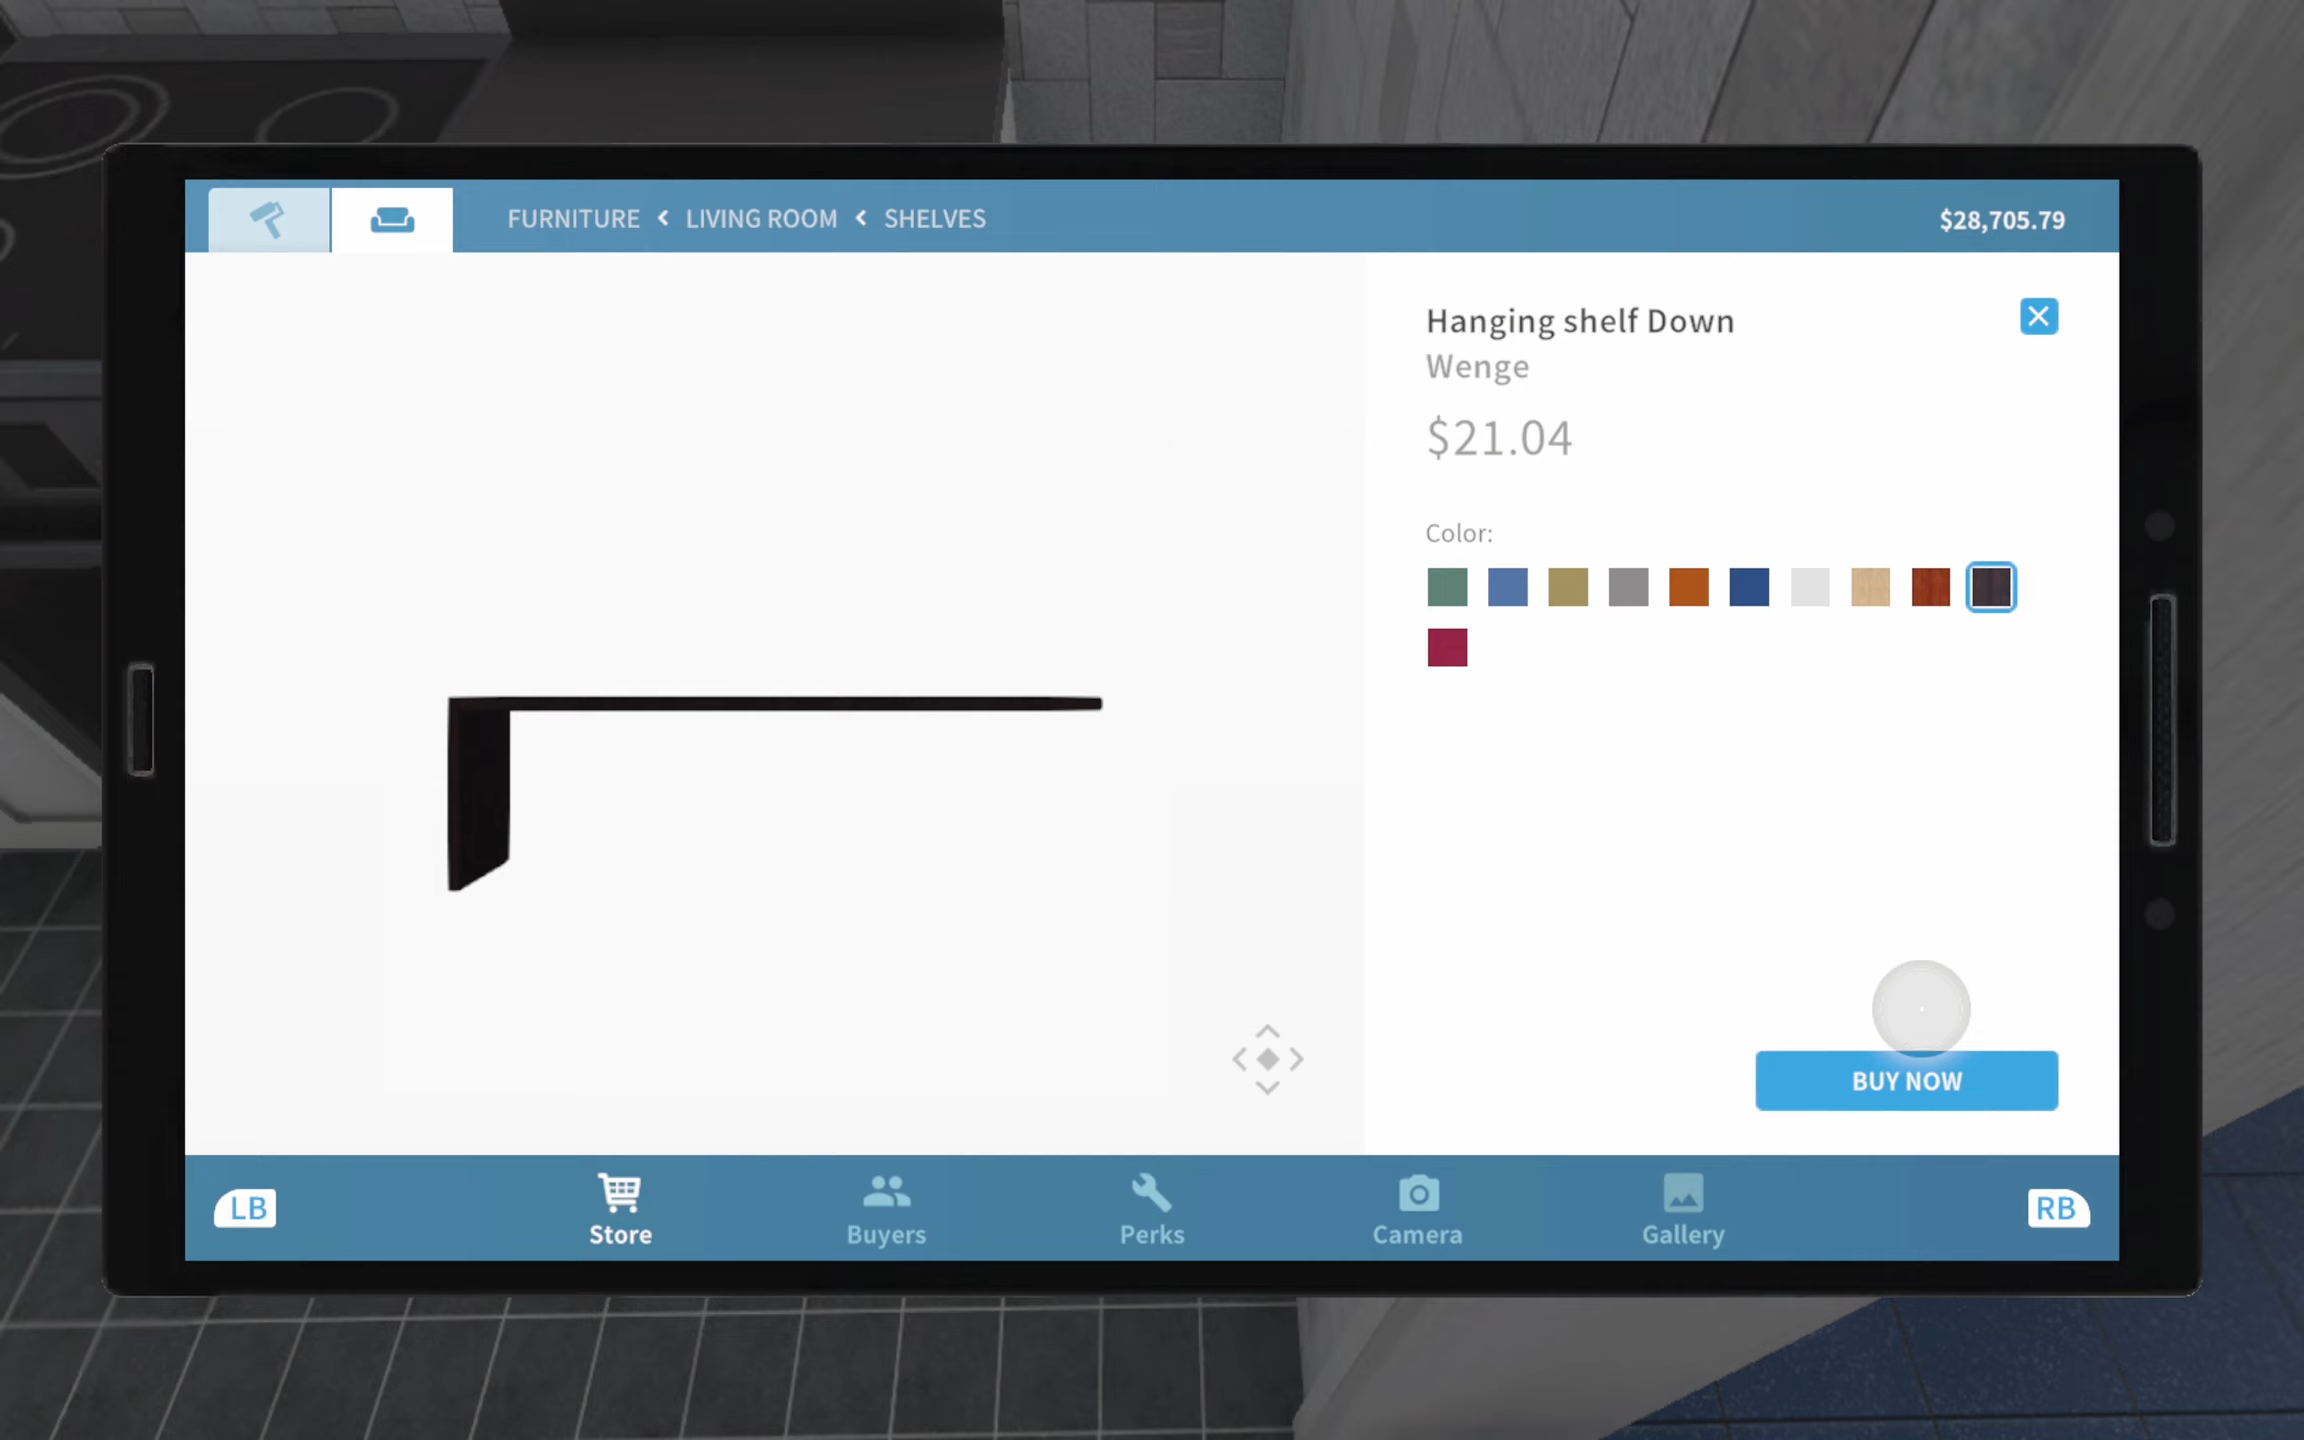 FURNITURE < LIVING ROOM < SHELVES
$28,705.79
Hanging shelf Down
Wenge
$21.04
Color:
BUY NOW
LB
Store
Buyers
Perks
Camera
Gallery
RB